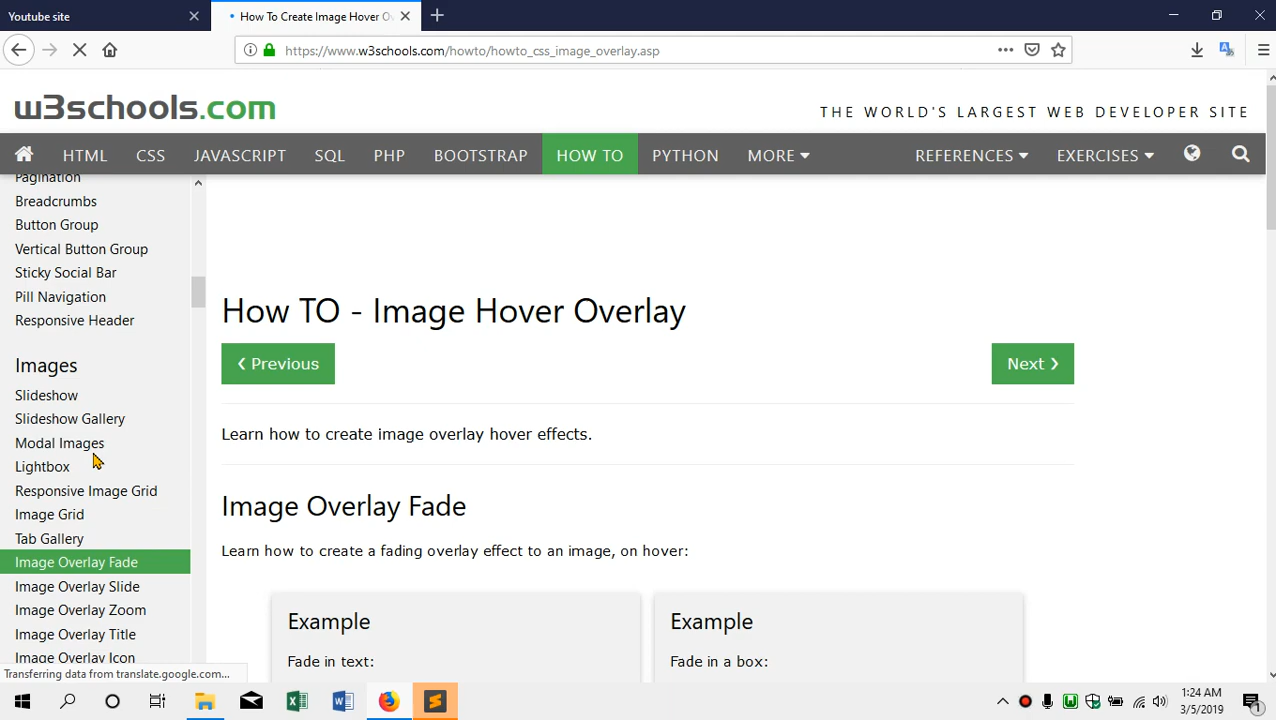 Youtube site
How To Create Image Hover O
https://www.w3schools.com/howto/howto_css_image_overlay.asp
w3schools.com
THE WORLD'S LARGEST WEB DEVELOPER SITE
HTML CSS JAVASCRIPT SQL PHP BOOTSTRAP HOW TO PYTHON MORE REFERENCES EXERCISES
Pagination
Breadcrumbs
Button Group
Vertical Button Group
Sticky Social Bar
Pill Navigation
Responsive Header
Images
Slideshow
Slideshow Gallery
Modal Images
Lightbox
Responsive Image Grid
Image Grid
Tab Gallery
Image Overlay Fade
Image Overlay Slide
Image Overlay Zoom
Image Overlay Title
Image Overlay Icon
How TO - Image Hover Overlay
❮ Previous
Next ❯
Learn how to create image overlay hover effects.
Image Overlay Fade
Learn how to create a fading overlay effect to an image, on hover:
Example
Fade in text:
Example
Fade in a box:
Transferring data from translate.google.com...
1:24 AM
3/5/2019